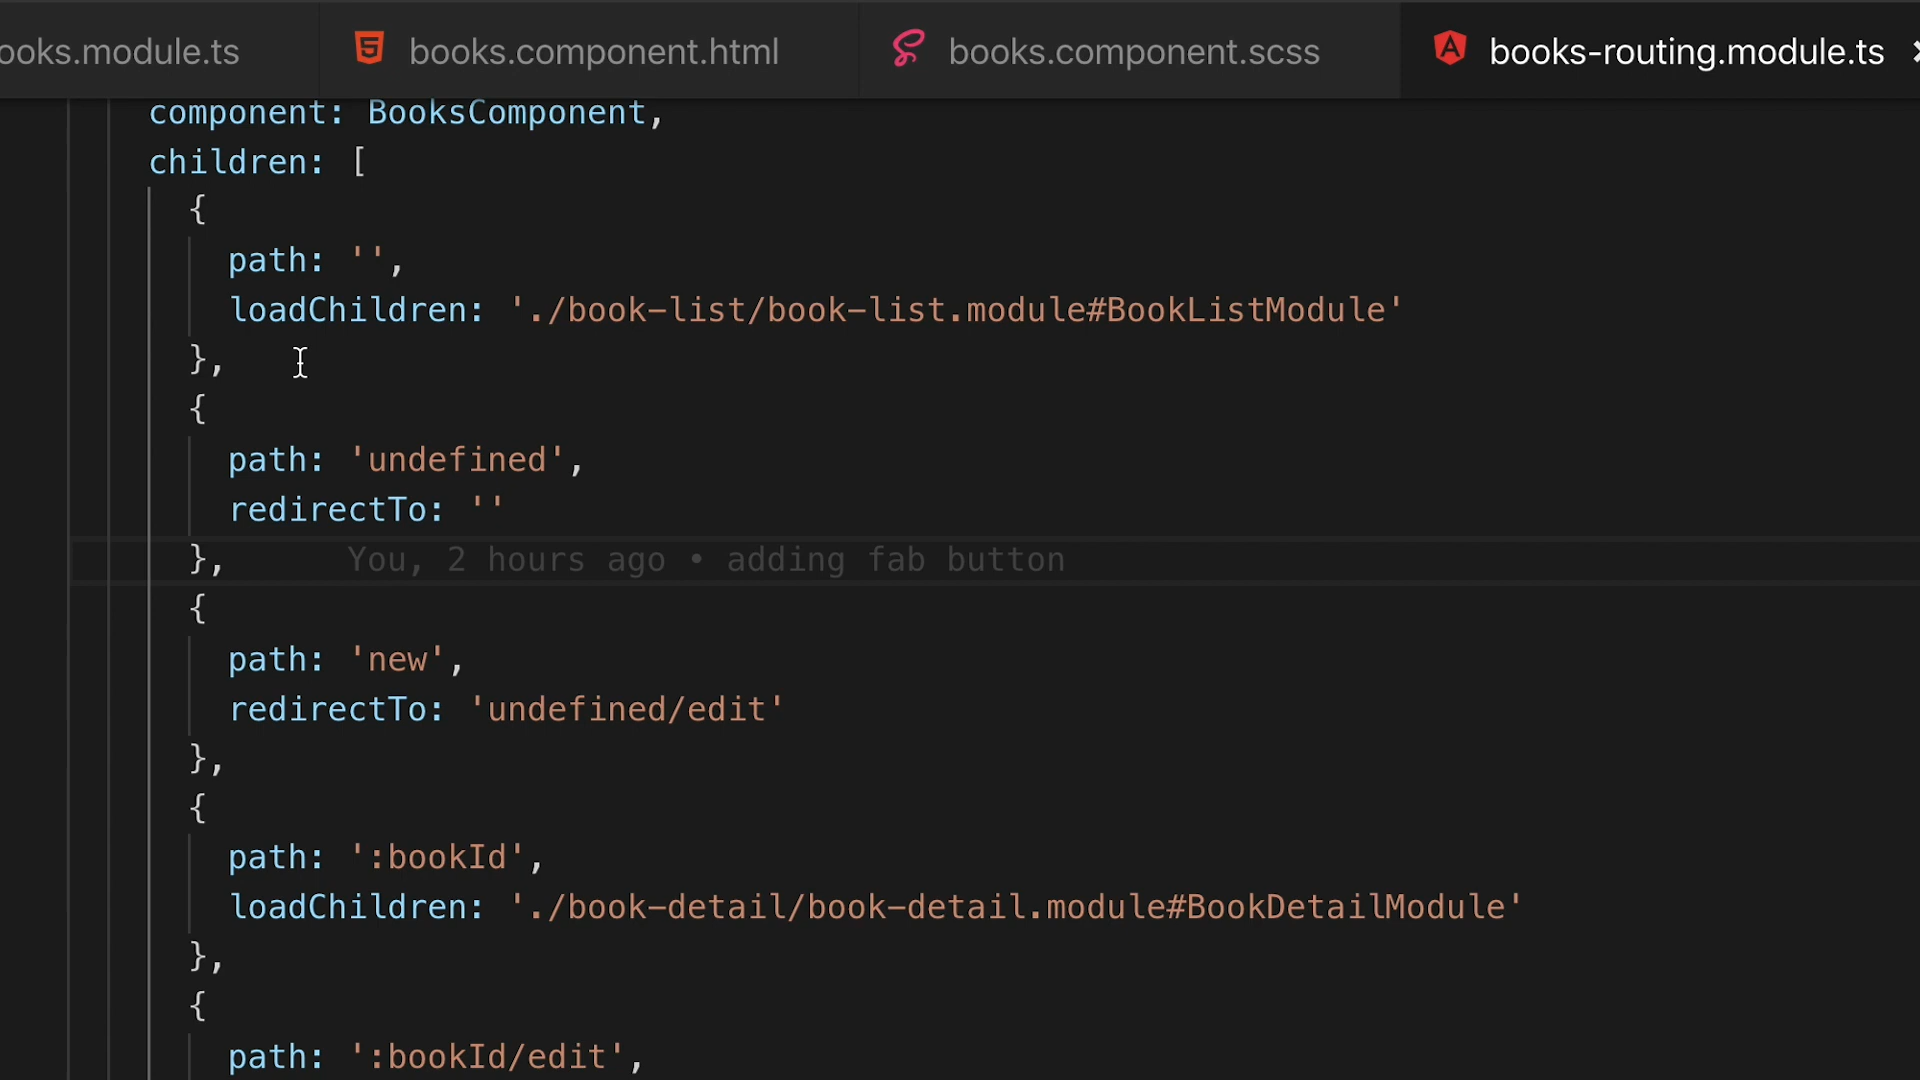 ooks.module.ts books.component.html books.component.scss books-routing.module.ts
component: BooksComponent,
children: [
{
path: '',
loadChildren: './book-list/book-list.module#BookListModule'
},
{
path: 'undefined',
redirectTo: ''
}, You, 2 hours ago • adding fab button
{
path: 'new',
redirectTo: 'undefined/edit'
},
{
path: ':bookId',
loadChildren: './book-detail/book-detail.module#BookDetailModule'
},
{
path: ':bookId/edit',